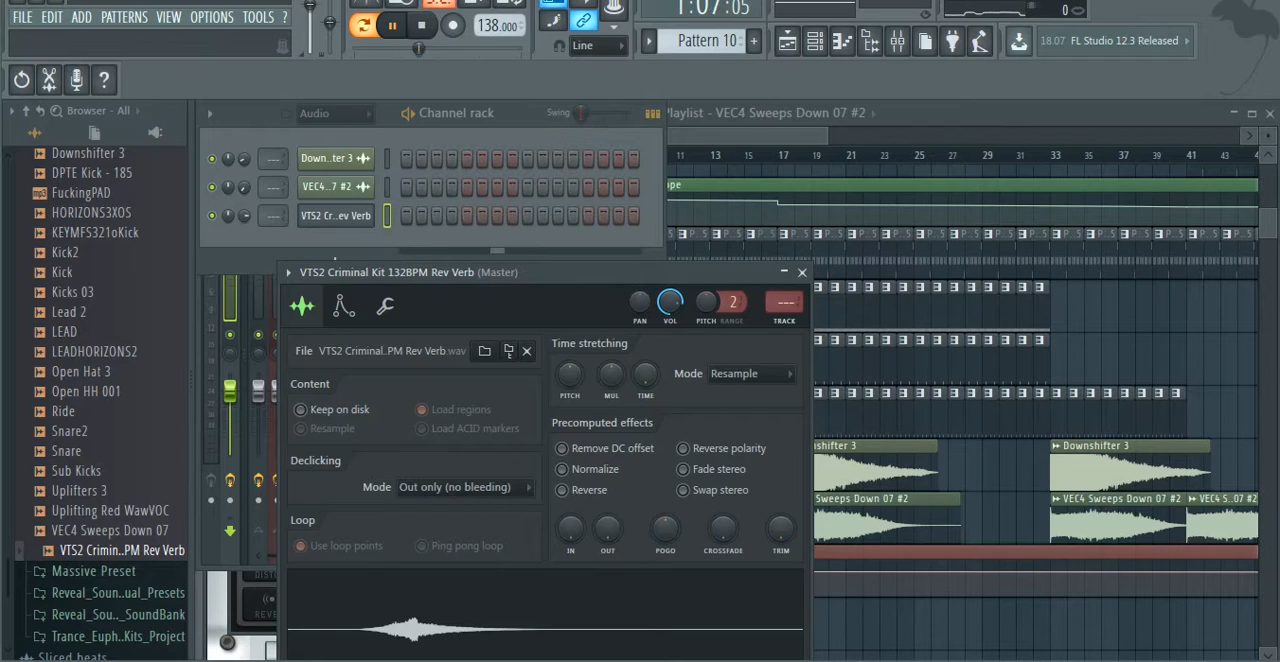 FILE EDIT ADD PATTERNS VIEW OPTIONS TOOLS ?
138.000
1:07:05
0
Line
Pattern 10
18.07 FL Studio 12.3 Released
Browser - All
Downshifter 3
DPTE Kick - 185
FuckingPAD
HORIZONS3XOS
KEYMFS321oKick
Kick2
Kick
Kicks 03
Lead 2
LEAD
LEADHORIZONS2
Open Hat 3
Open HH 001
Ride
Snare2
Snare
Sub Kicks
Uplifters 3
Uplifting Red WawVOC
VEC4 Sweeps Down 07
VTS2 Crimin..PM Rev Verb
Massive Preset
Reveal_Soun..ual_Presets
Reveal_Sou.._SoundBank
Trance_Euph..Kits_Project
Sliced beats
Audio
Channel rack
Swing
Down..ter 3
VEC4..7 #2
VTS2 Cr..ev Verb
Playlist - VEC4 Sweeps Down 07 #2
11 13 15 17 19 21 23 25 27 29 31 33 35 37 39 41 43
ope
Downshifter 3
Sweeps Down 07 #2
VEC4 Sweeps Down 07 #2
VEC4 S..07 #2
VTS2 Criminal Kit 132BPM Rev Verb (Master)
PAN VOL PITCH 2 RANGE --- TRACK
File VTS2 Criminal..PM Rev Verb.wav
Content
Keep on disk
Load regions
Resample
Load ACID markers
Declicking
Mode Out only (no bleeding)
Loop
Use loop points
Ping pong loop
Time stretching
PITCH MUL TIME
Mode Resample
Precomputed effects
Remove DC offset
Reverse polarity
Normalize
Fade stereo
Reverse
Swap stereo
IN OUT POGO CROSSFADE TRIM
REVE